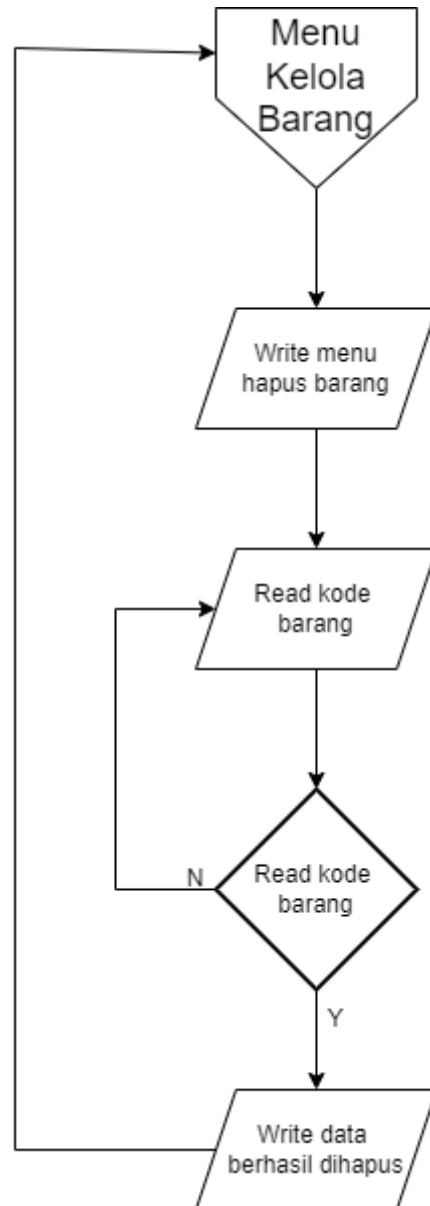 Menu
Kelola
Barang
Write menu
hapus barang
Read kode
barang
Read kode
barang
N
Y
Write data
berhasil dihapus